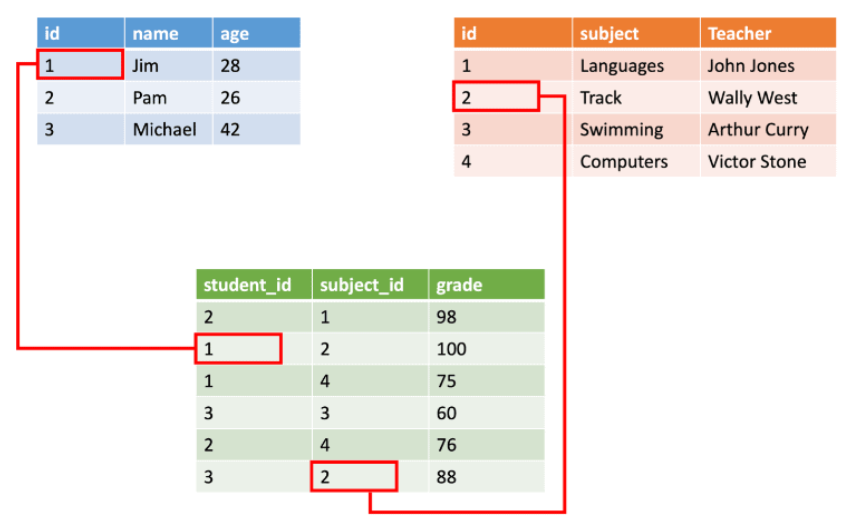 id name age
1 Jim 28
2 Pam 26
3 Michael 42
id subject Teacher
1 Languages John Jones
2 Track Wally West
3 Swimming Arthur Curry
4 Computers Victor Stone
student_id subject_id grade
2 1 98
1 2 100
1 4 75
3 3 60
2 4 76
3 2 88